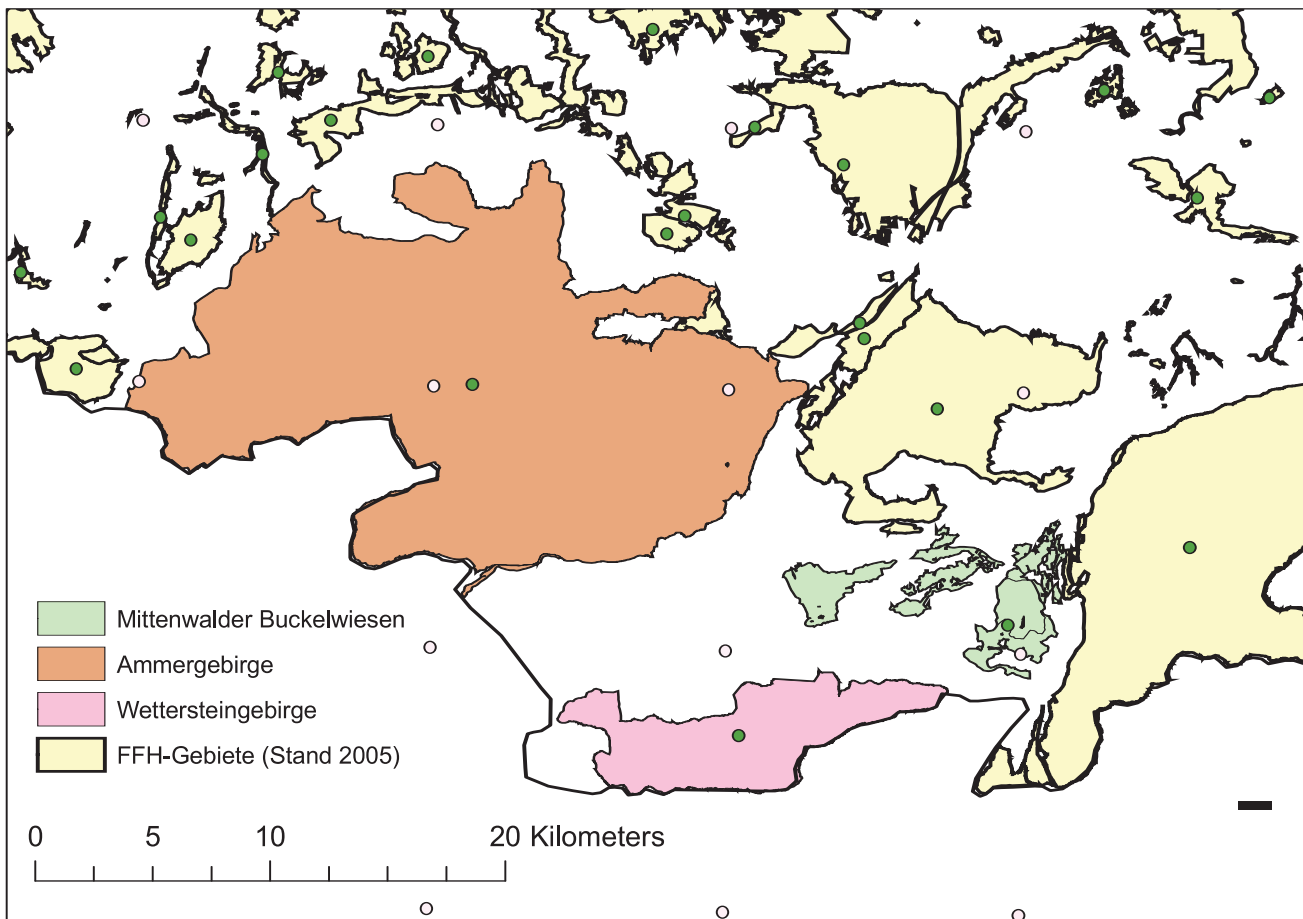 Mittenwalder Buckelwiesen
Ammergebirge
Wettersteingebirge
FFH-Gebiete (Stand 2005)
0 5 10 20 Kilometers